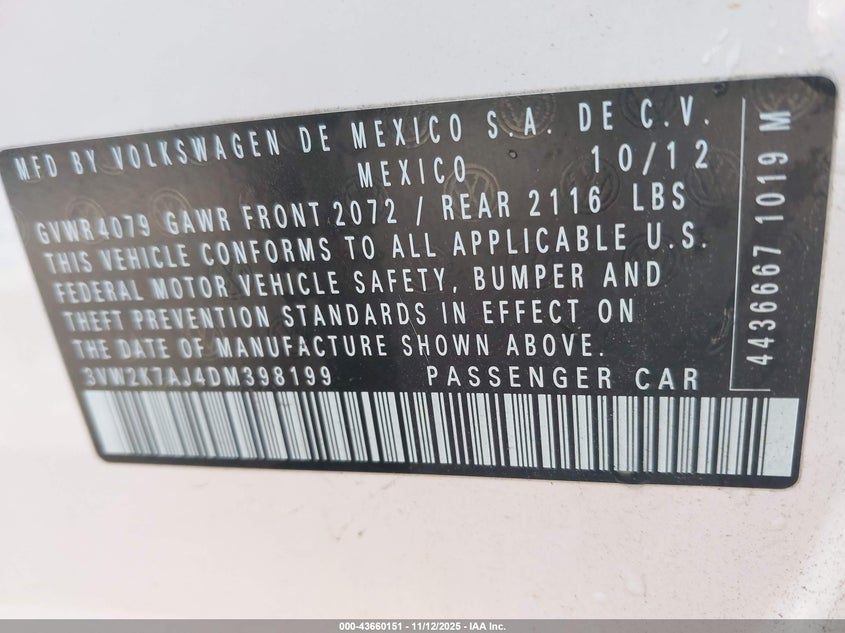 MFD BY VOLKSWAGEN DE MEXICO S.A. DE C.V.
MEXICO 10/12
GVWR4079 GAWR FRONT 2072 / REAR 2116 LBS
THIS VEHICLE CONFORMS TO ALL APPLICABLE U.S.
FEDERAL MOTOR VEHICLE SAFETY, BUMPER AND
THEFT PREVENTION STANDARDS IN EFFECT ON
THE DATE OF MANUFACTURE SHOWN ABOVE.
3VW2K7AJ4DM398199 PASSENGER CAR
4436667 1019 M
000-43660151 - 11/12/2025 - IAA Inc.